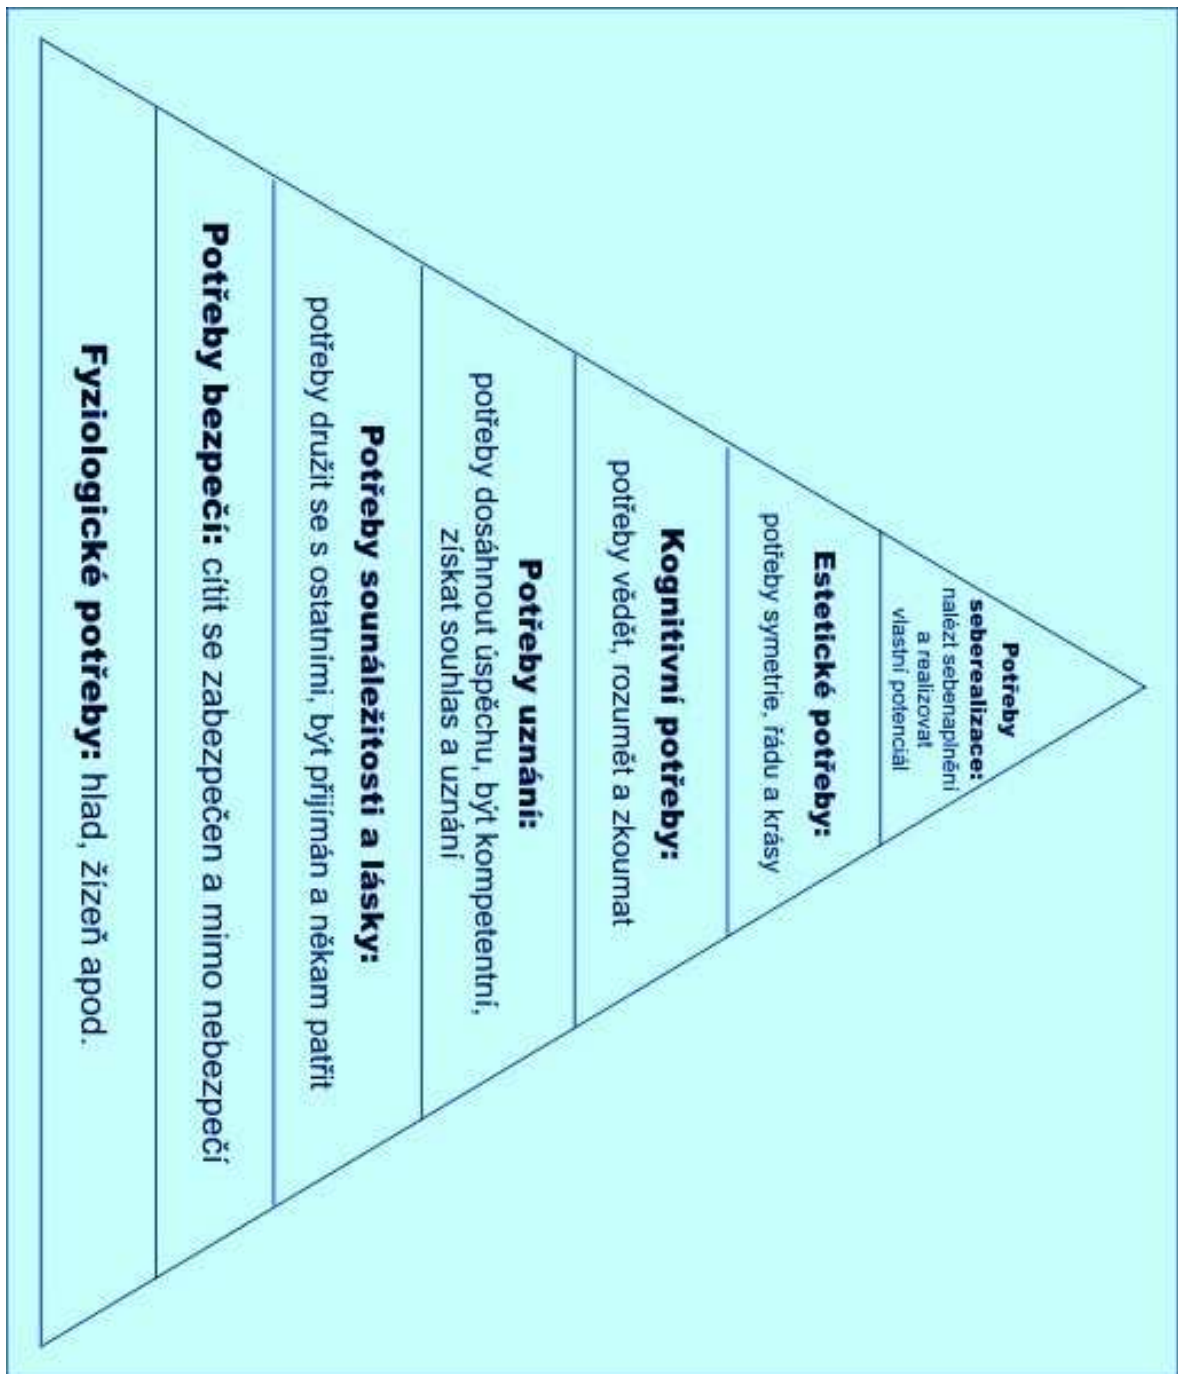 Potřeby
seberealizace:
nalézt sebenaplnění
a realizovat
vlastní potenciál
Estetické potřeby:
potřeby symetrie, řádu a krásy
Kognitivní potřeby:
potřeby vědět, rozumět a zkoumat
Potřeby uznání:
potřeby dosáhnout úspěchu, být kompetentní,
získat souhlas a uznání
Potřeby sounáležitosti a lásky:
potřeby družit se s ostatními, být přijímán a někam patřit
Potřeby bezpečí: cítit se zabezpečen a mimo nebezpečí
Fyziologické potřeby: hlad, žízeň apod.